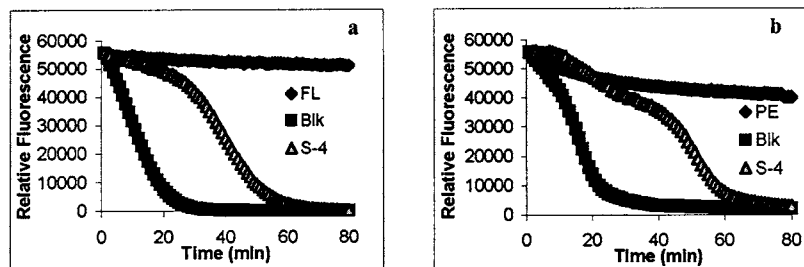 a
Relative Fluorescence
60000
50000
40000
30000
20000
10000
0
FL
Blk
S-4
0 20 40 60 80
Time (min)
b
Relative Fluorescence
60000
50000
40000
30000
20000
10000
0
PE
Blk
S-4
0 20 40 60 80
Time (min)